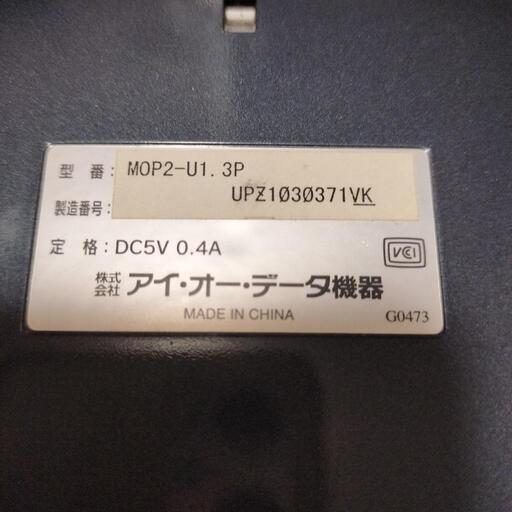 型番: MOP2-U1.3P
製造番号: UPZ1030371VK
定格: DC5V 0.4A
VCCI
株式会社 アイ・オー・データ機器
MADE IN CHINA
G0473